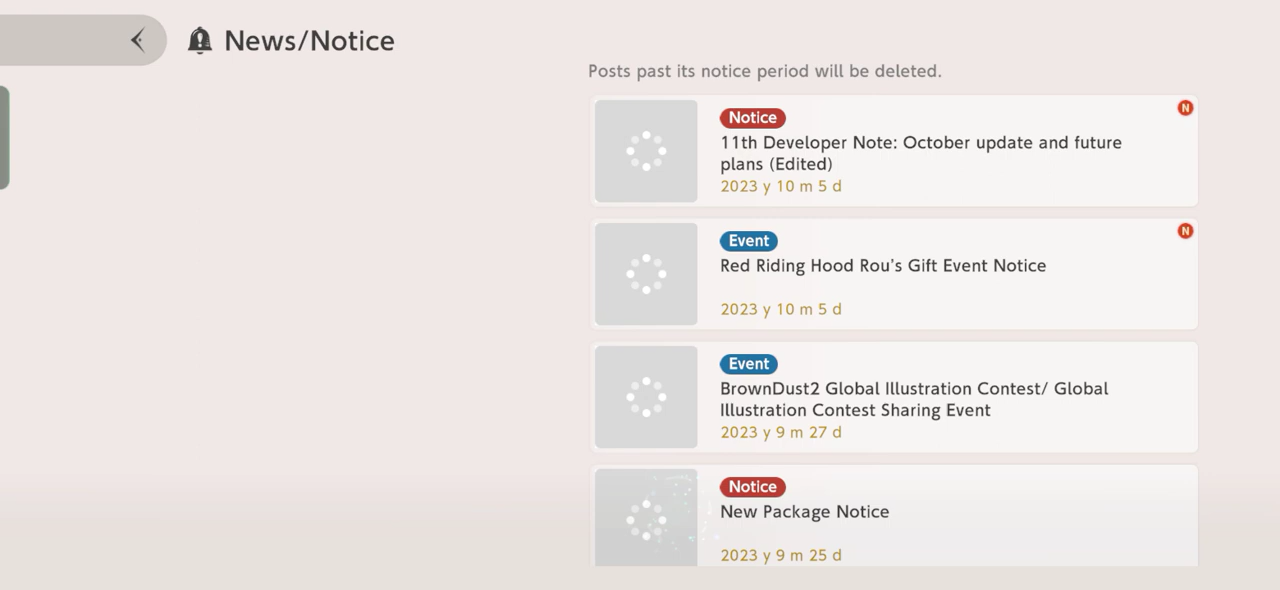 News/Notice
Posts past its notice period will be deleted.
Notice
N
11th Developer Note: October update and future
plans (Edited)
2023 y 10 m 5 d
Event
N
Red Riding Hood Rou's Gift Event Notice
2023 y 10 m 5 d
Event
BrownDust2 Global Illustration Contest/ Global
Illustration Contest Sharing Event
2023 y 9 m 27 d
Notice
New Package Notice
2023 y 9 m 25 d